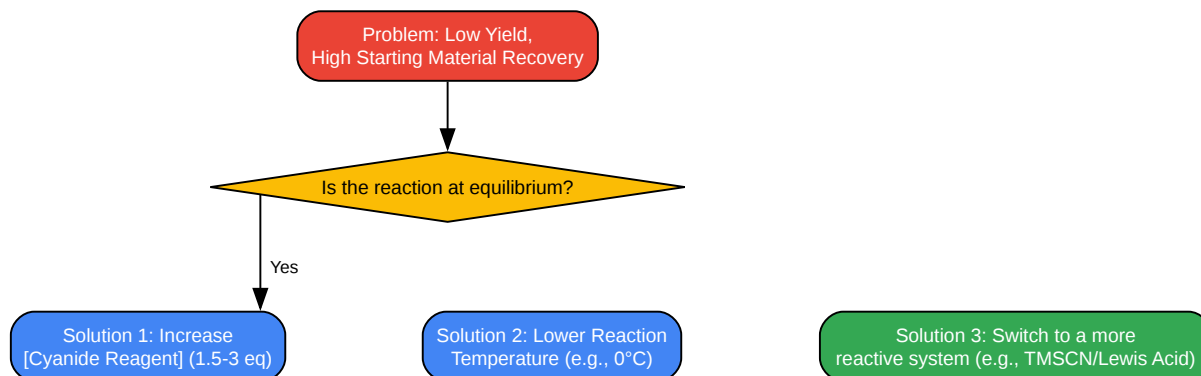 Problem: Low Yield,
High Starting Material Recovery
Is the reaction at equilibrium?
Yes
Solution 1: Increase
[Cyanide Reagent] (1.5-3 eq)
Solution 2: Lower Reaction
Temperature (e.g., 0°C)
Solution 3: Switch to a more
reactive system (e.g., TMSCN/Lewis Acid)